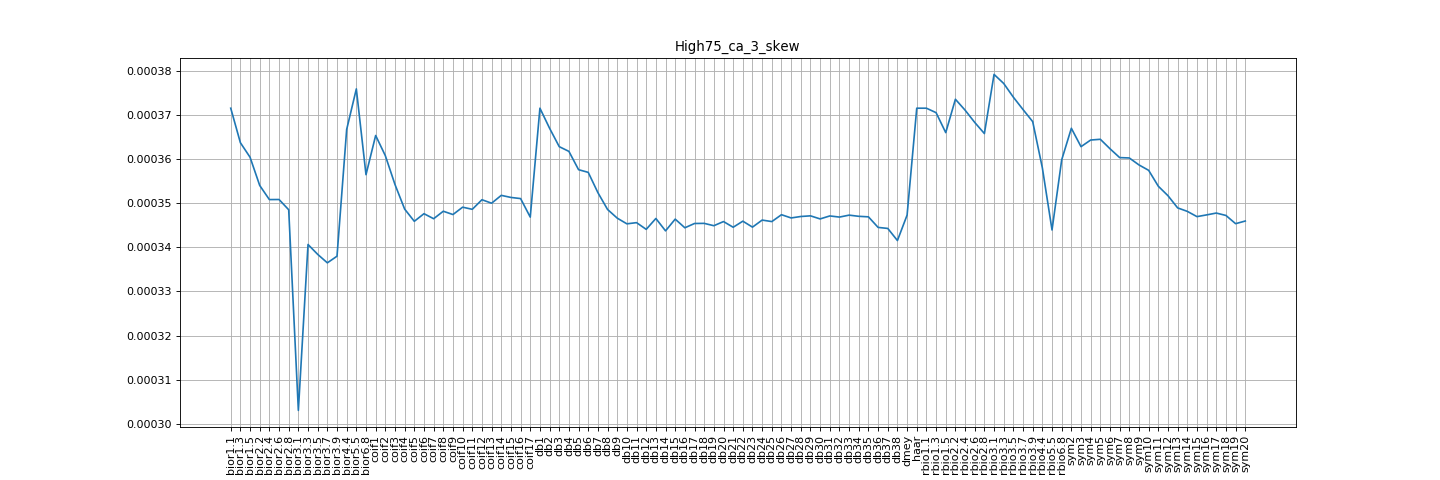 High75_ca_3_skew
0.00038
0.00037
0.00036
0.00035
0.00034
0.00033
0.00032
0.00031
0.00030
bior1.1
bior1.3
bior1.5
bior2.2
bior2.4
bior2.6
bior2.8
bior3.1
bior3.3
bior3.5
bior3.7
bior3.9
bior4.4
bior5.5
bior6.8
coif1
coif2
coif3
coif4
coif5
coif6
coif7
coif8
coif9
coif10
coif11
coif12
coif13
coif14
coif15
coif16
coif17
db1
db2
db3
db4
db5
db6
db7
db8
db9
db10
db11
db12
db13
db14
db15
db16
db17
db18
db19
db20
db21
db22
db23
db24
db25
db26
db27
db28
db29
db30
db31
db32
db33
db34
db35
db36
db37
db38
dmey
haar
rbio1.1
rbio1.3
rbio1.5
rbio2.2
rbio2.4
rbio2.6
rbio2.8
rbio3.1
rbio3.3
rbio3.5
rbio3.7
rbio3.9
rbio4.4
rbio5.5
rbio6.8
sym2
sym3
sym4
sym5
sym6
sym7
sym8
sym9
sym10
sym11
sym12
sym13
sym14
sym15
sym16
sym17
sym18
sym19
sym20